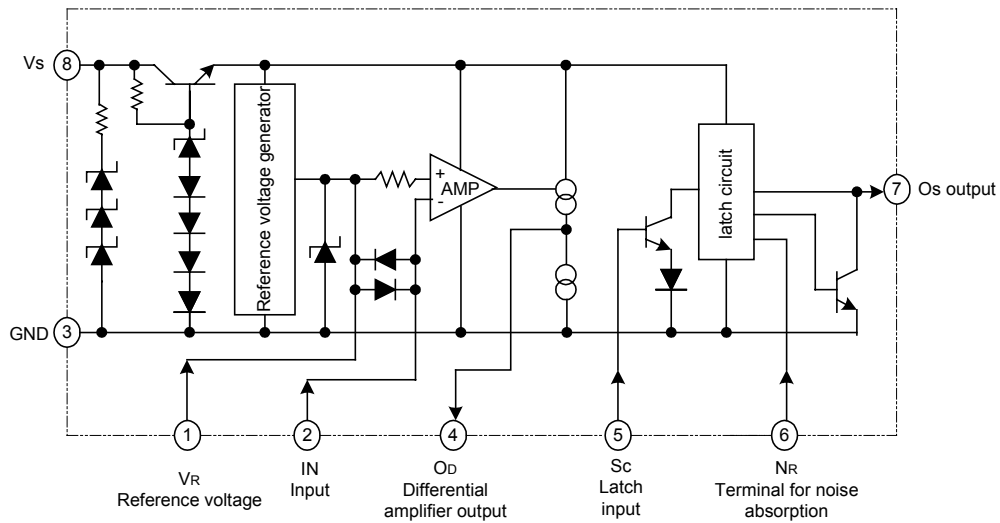 Vs
8
Reference voltage generator
+
AMP
-
latch circuit
7
Os output
GND
3
1
2
4
5
6
VR
Reference voltage
IN
Input
OD
Differential
amplifier output
Sc
Latch
input
NR
Terminal for noise
absorption